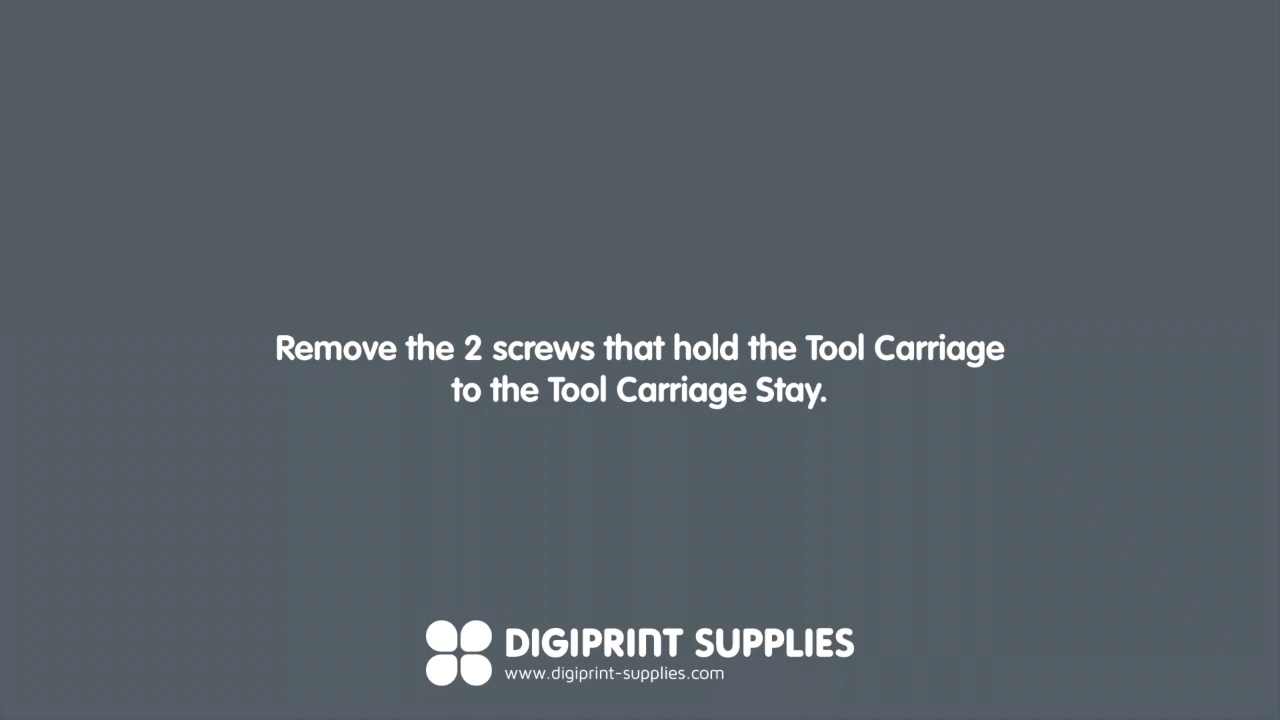 Remove the 2 screws that hold the Tool Carriage
to the Tool Carriage Stay.
DIGIPRINT SUPPLIES
www.digiprint-supplies.com